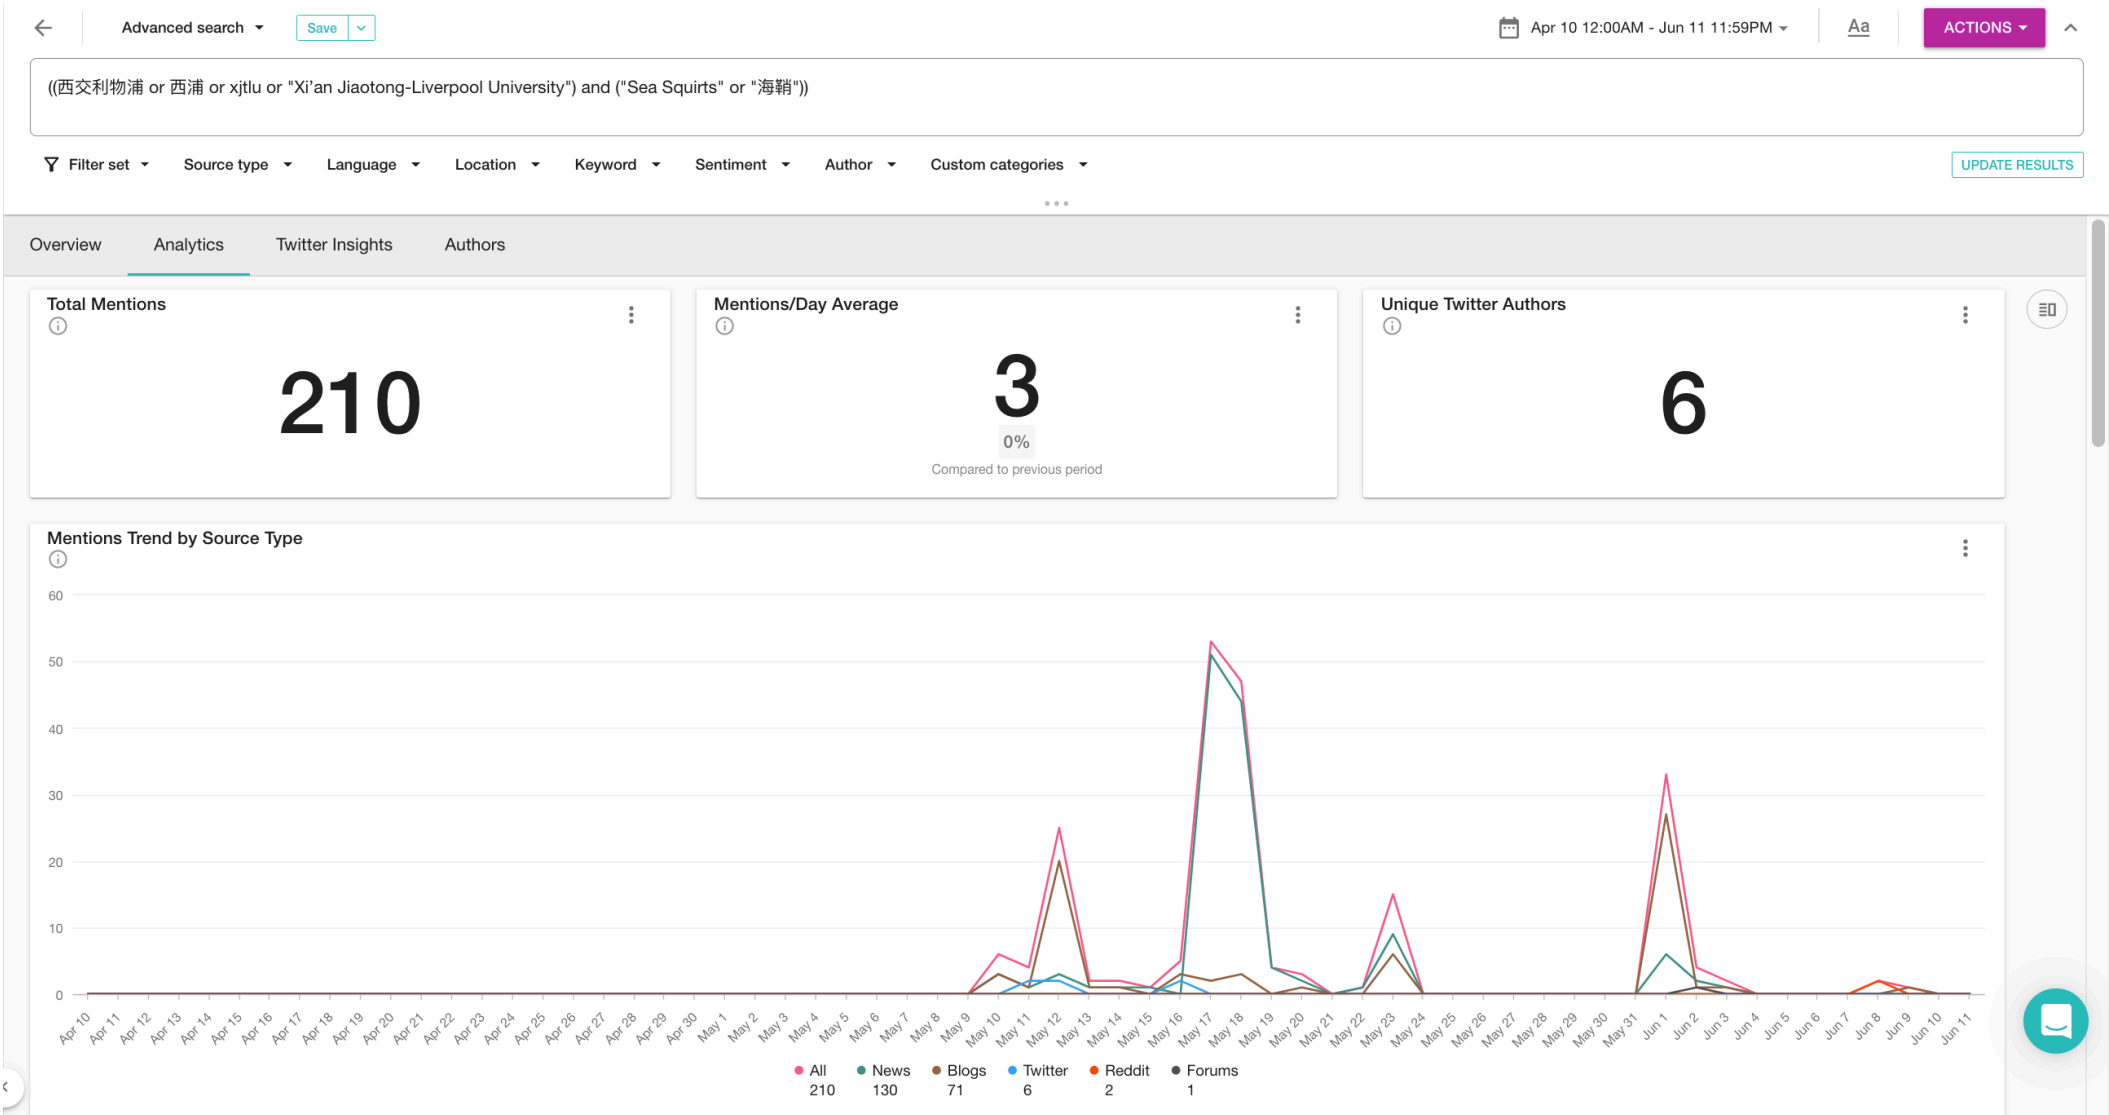 Advanced search
Save
Apr 10 12:00AM - Jun 11 11:59PM
Aa
ACTIONS
((西交利物浦 or 西浦 or xjtlu or "Xi’an Jiaotong-Liverpool University") and ("Sea Squirts" or "海鞘"))
Filter set Source type Language Location Keyword Sentiment Author Custom categories
UPDATE RESULTS
Overview Analytics Twitter Insights Authors
Total Mentions
210
Mentions/Day Average
3
0%
Compared to previous period
Unique Twitter Authors
6
Mentions Trend by Source Type
60
50
40
30
20
10
0
Apr 10 Apr 11 Apr 12 Apr 13 Apr 14 Apr 15 Apr 16 Apr 17 Apr 18 Apr 19 Apr 20 Apr 21 Apr 22 Apr 23 Apr 24 Apr 25 Apr 26 Apr 27 Apr 28 Apr 29 Apr 30 May 1 May 2 May 3 May 4 May 5 May 6 May 7 May 8 May 9 May 10 May 11 May 12 May 13 May 14 May 15 May 16 May 17 May 18 May 19 May 20 May 21 May 22 May 23 May 24 May 25 May 26 May 27 May 28 May 29 May 30 May 31 Jun 1 Jun 2 Jun 3 Jun 4 Jun 5 Jun 6 Jun 7 Jun 8 Jun 9 Jun 10 Jun 11
All News Blogs Twitter Reddit Forums
210 130 71 6 2 1